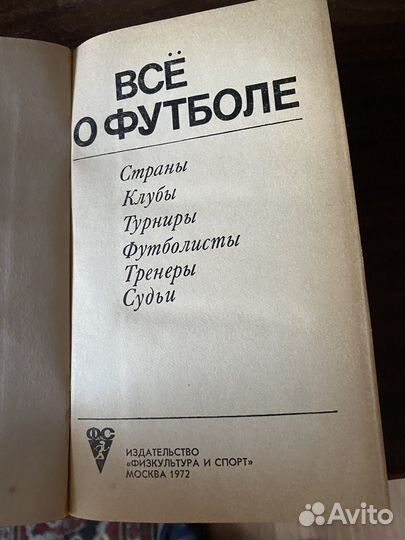 ВСЁ
О ФУТБОЛЕ
Страны
Клубы
Турниры
Футболисты
Тренеры
Судьи
ФС
ИЗДАТЕЛЬСТВО
«ФИЗКУЛЬТУРА И СПОРТ»
МОСКВА 1972
Avito